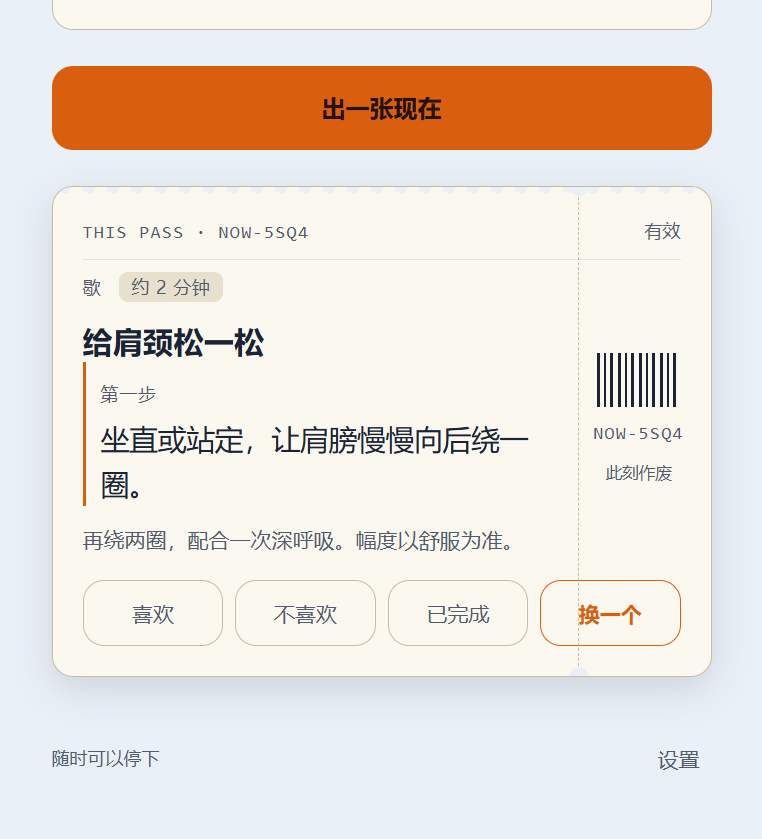 出一张现在
THIS PASS · NOW-5SQ4
有效
歇 约 2 分钟
给肩颈松一松
第一步
坐直或站定，让肩膀慢慢向后绕一
圈。
再绕两圈，配合一次深呼吸。幅度以舒服为准。
NOW-5SQ4
此刻作废
喜欢 不喜欢 已完成 换一个
随时可以停下
设置